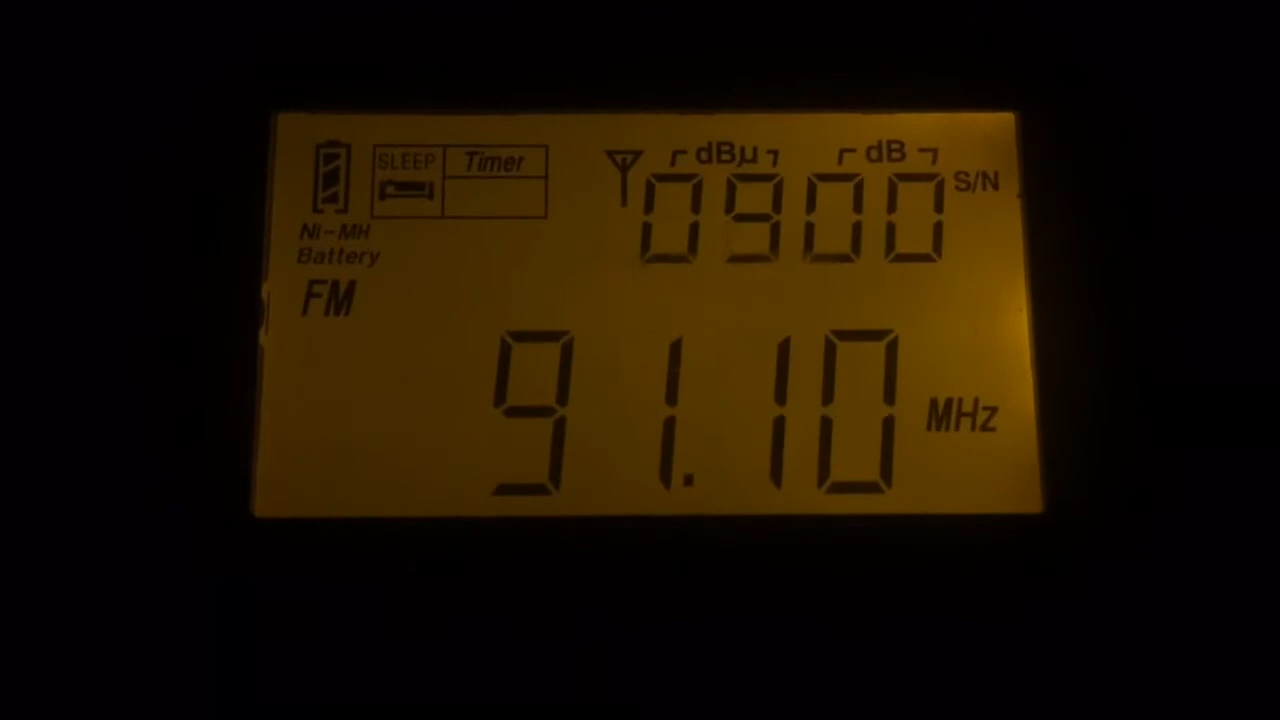 SLEEP Timer dBµ dB
0900 S/N
Ni-MH
Battery
FM
91.10 MHz